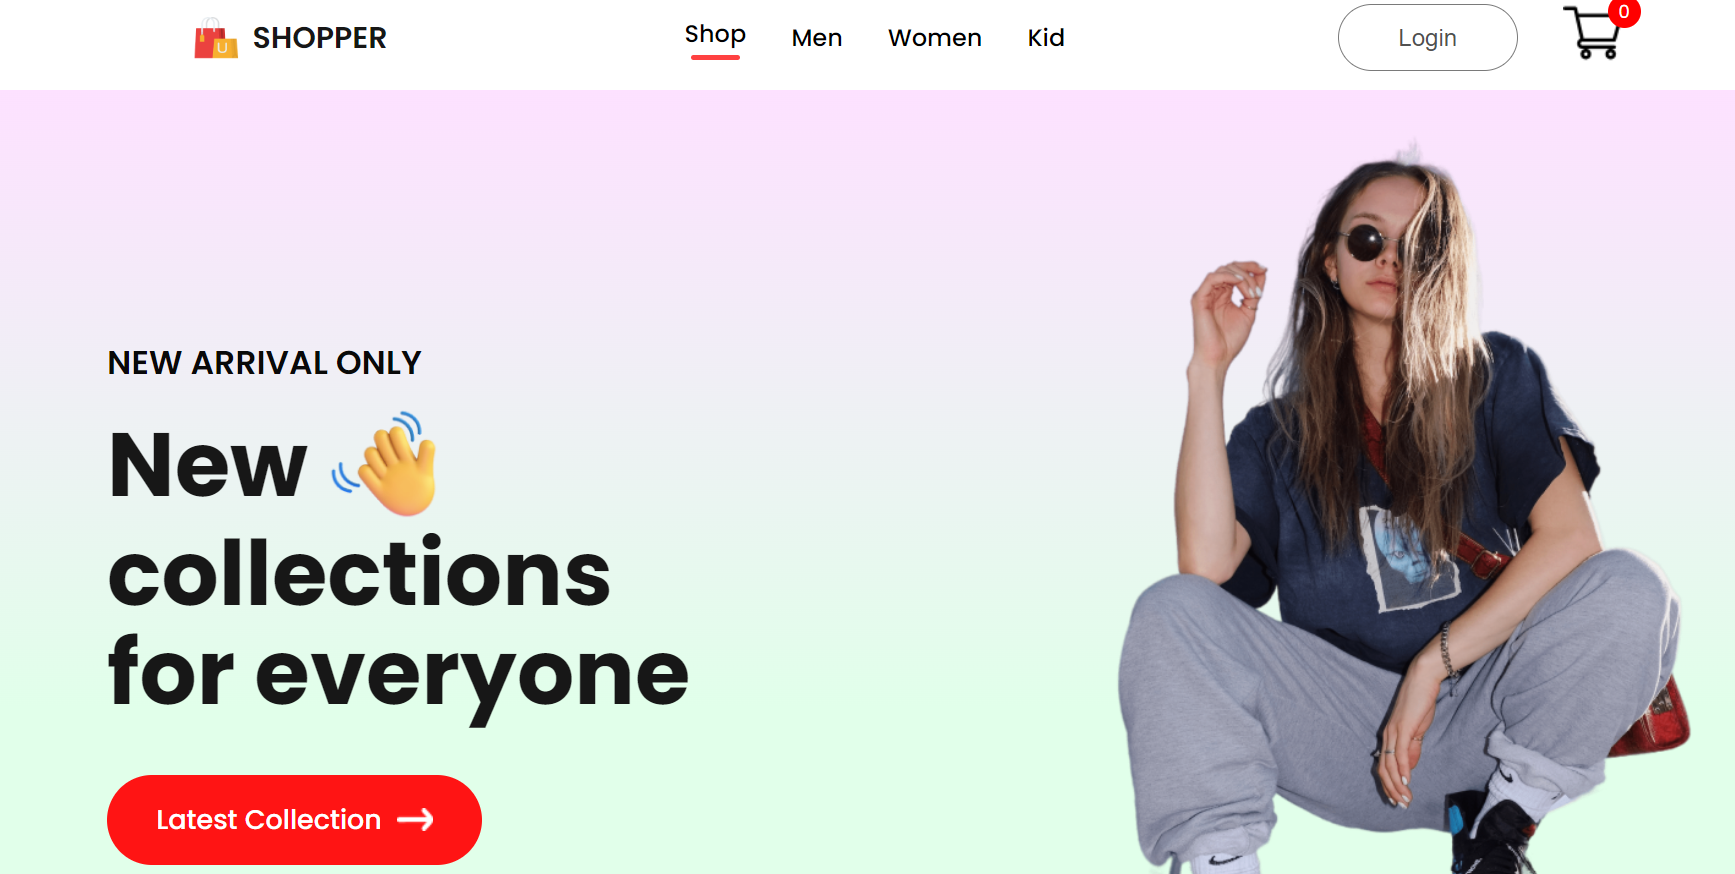 SHOPPER
Shop
Men
Women
Kid
Login
0
NEW ARRIVAL ONLY
New
collections
for everyone
Latest Collection